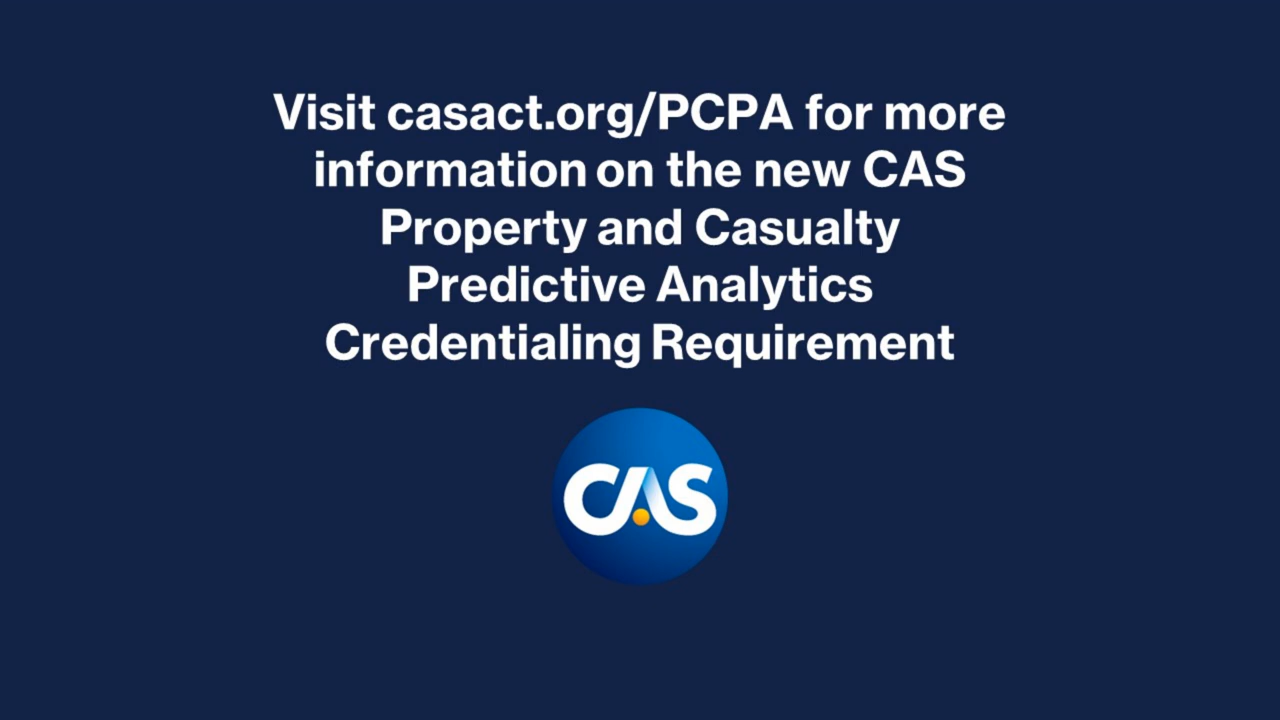 Visit casact.org/PCPA for more
information on the new CAS
Property and Casualty
Predictive Analytics
Credentialing Requirement
CAS